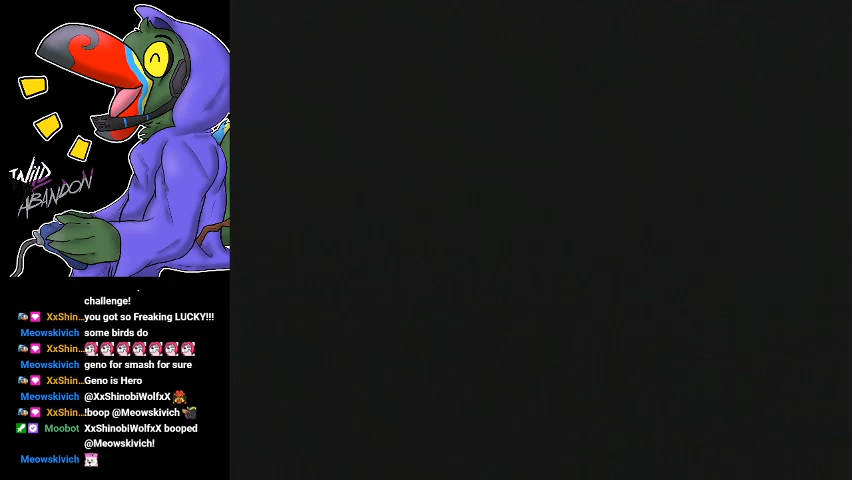 WILD
ABANDON
challenge!
XxShin... you got so Freaking LUCKY!!!
Meowskivich some birds do
XxShin...
Meowskivich geno for smash for sure
XxShin... Geno is Hero
Meowskivich @XxShinobiWolfxX
XxShin... !boop @Meowskivich
Moobot XxShinobiWolfxX booped
@Meowskivich!
Meowskivich